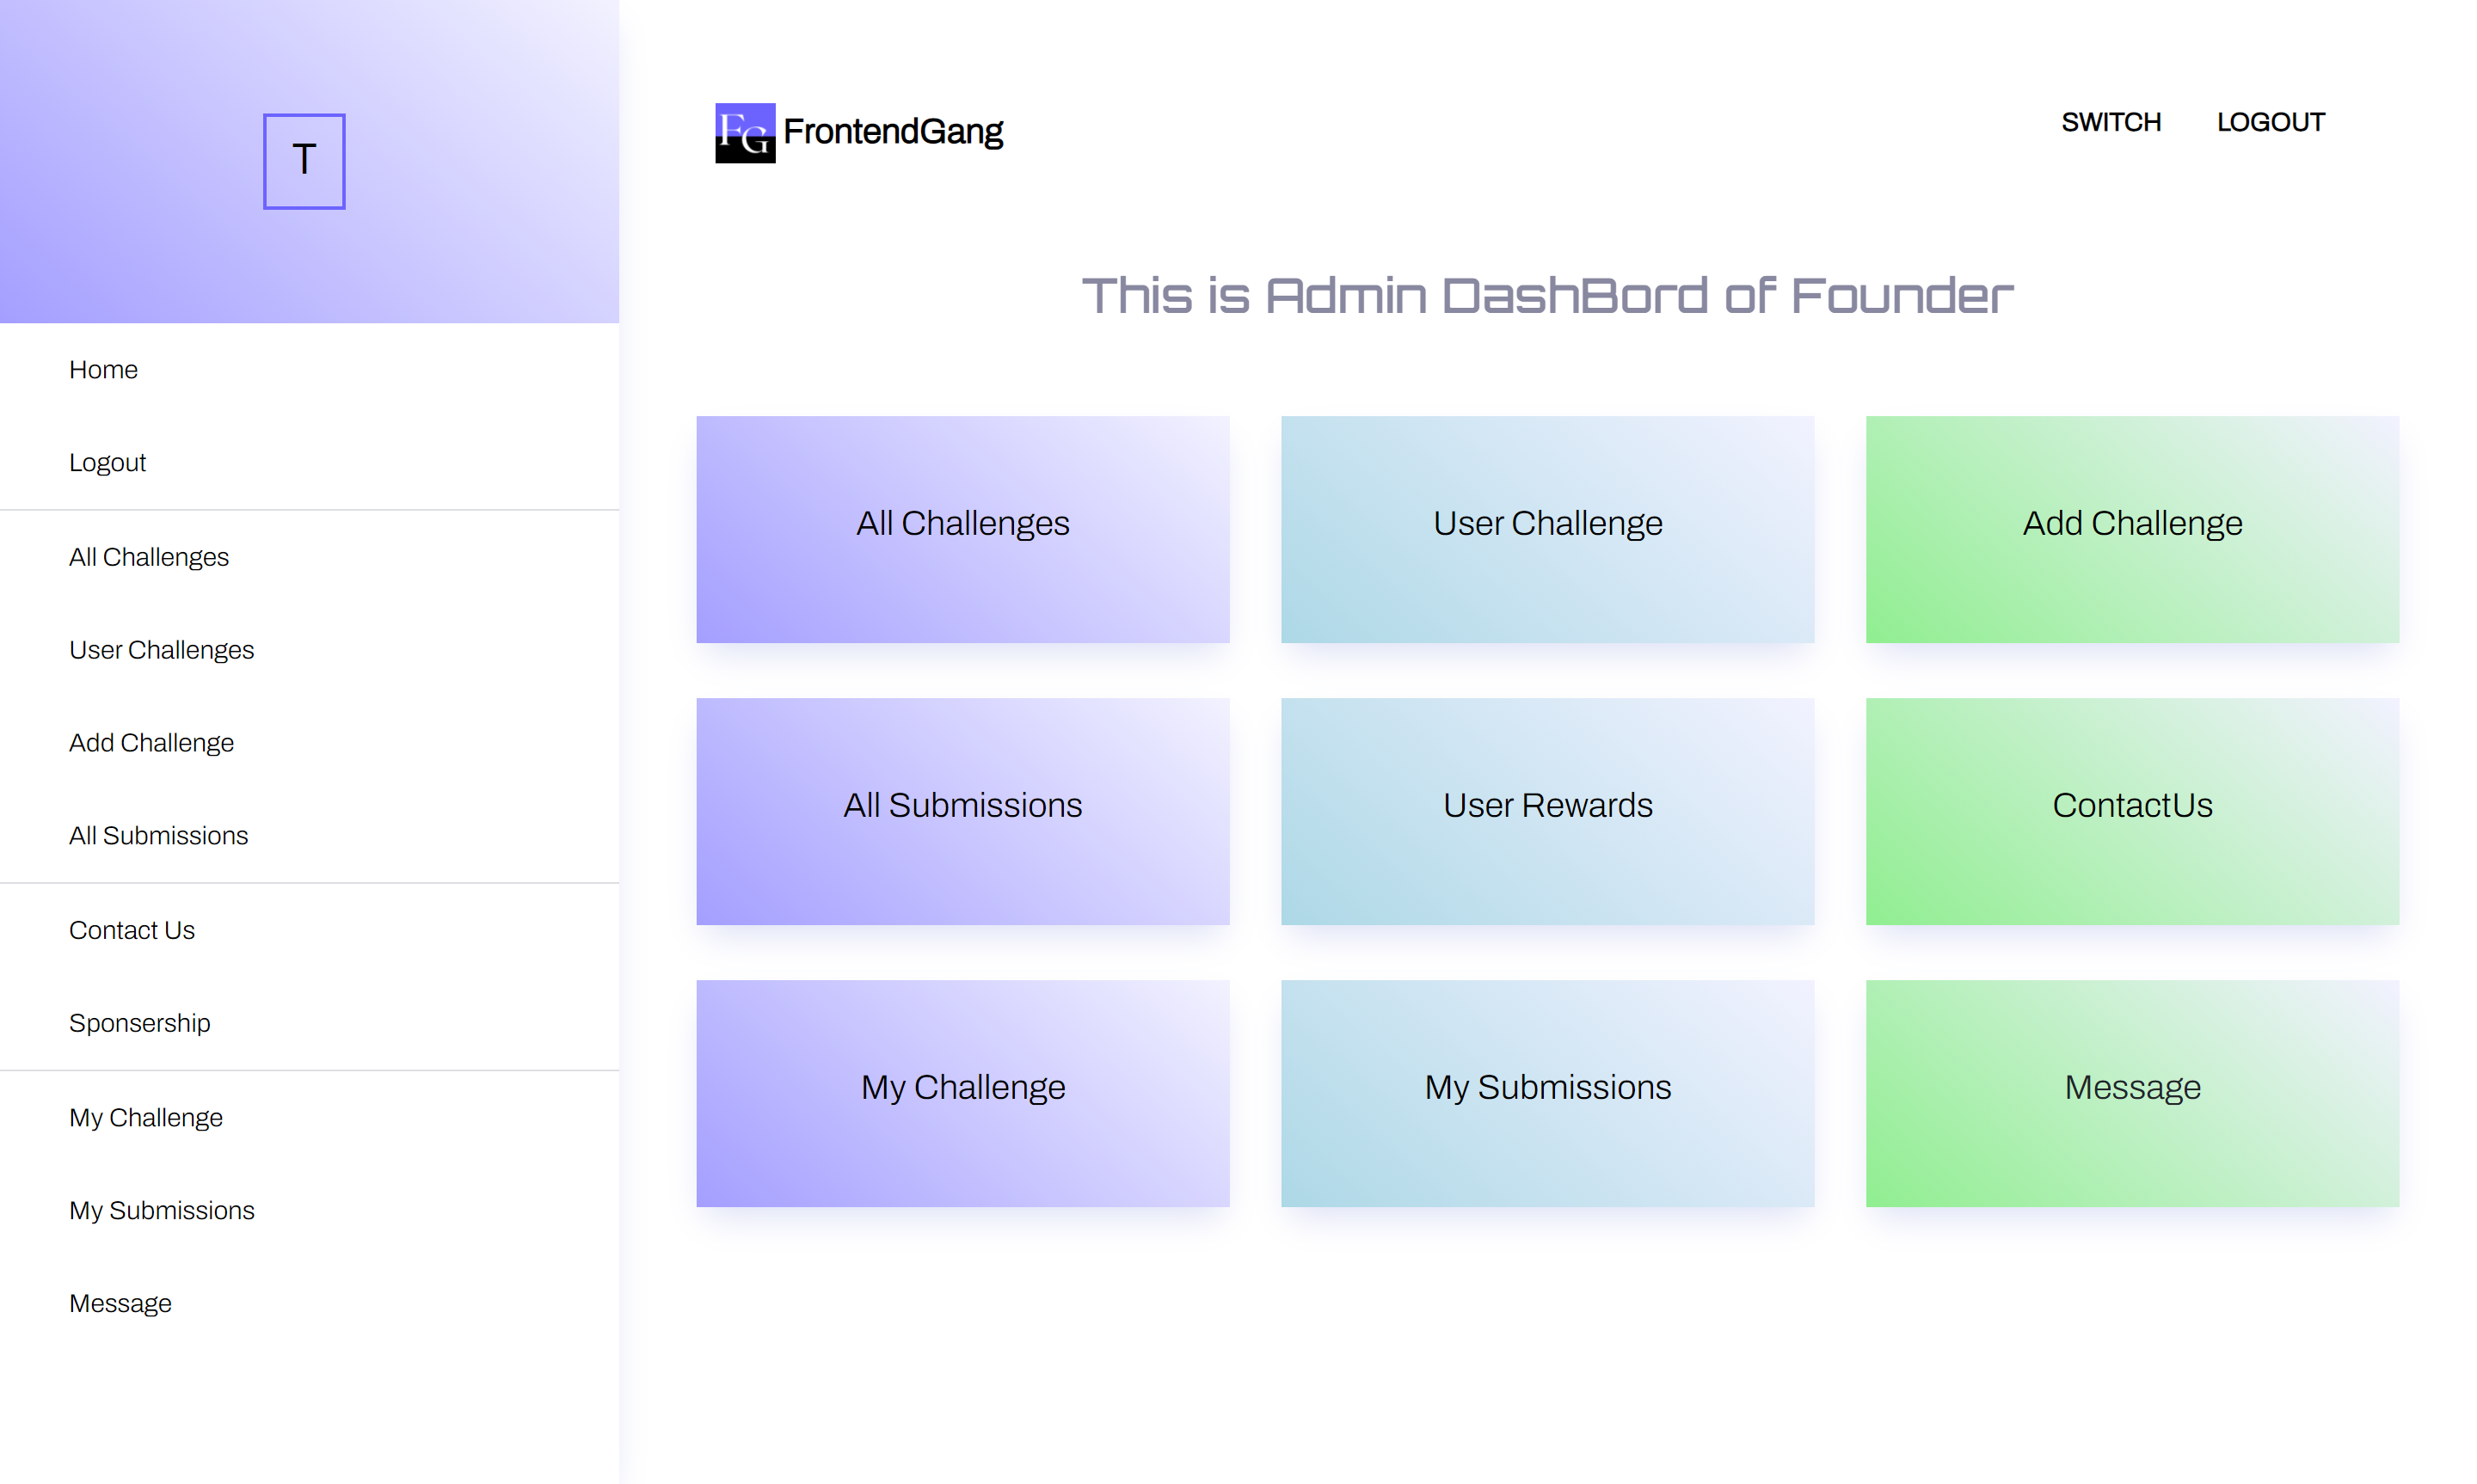 T
Home
Logout
All Challenges
User Challenges
Add Challenge
All Submissions
Contact Us
Sponsership
My Challenge
My Submissions
Message
FG FrontendGang
SWITCH LOGOUT
This is Admin DashBord of Founder
All Challenges
User Challenge
Add Challenge
All Submissions
User Rewards
ContactUs
My Challenge
My Submissions
Message